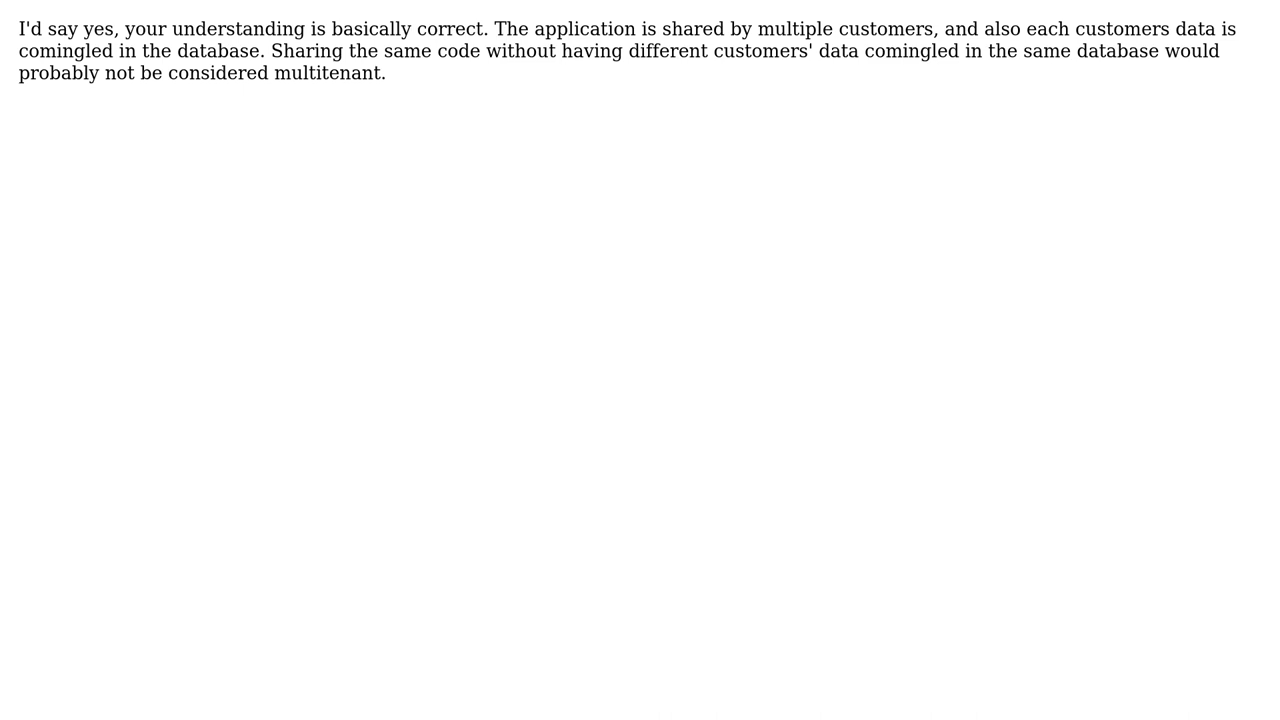 I'd say yes, your understanding is basically correct. The application is shared by multiple customers, and also each customers data is
comingled in the database. Sharing the same code without having different customers' data comingled in the same database would
probably not be considered multitenant.